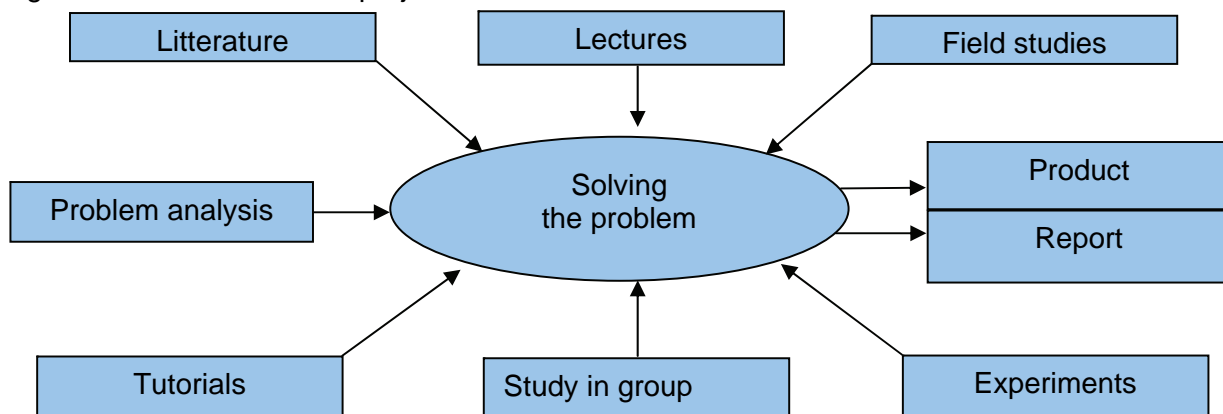 Litterature
Lectures
Field studies
Problem analysis
Solving
the problem
Product
Report
Tutorials
Study in group
Experiments